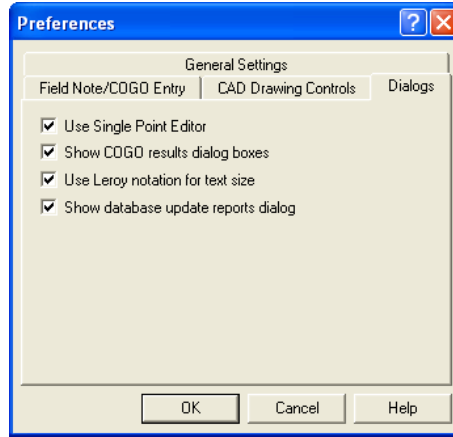 Preferences
General Settings
Field Note/COGO Entry CAD Drawing Controls Dialogs
Use Single Point Editor
Show COGO results dialog boxes
Use Leroy notation for text size
Show database update reports dialog
OK Cancel Help